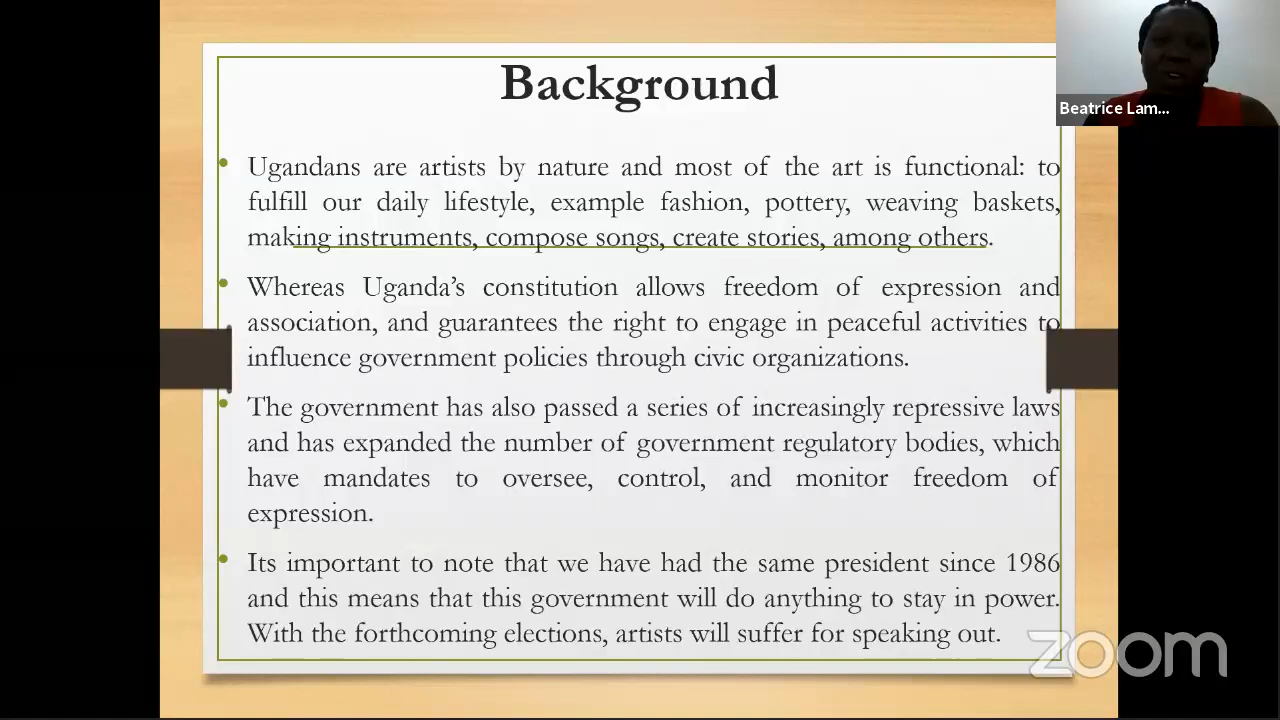 Background
Beatrice Lam...
• Ugandans are artists by nature and most of the art is functional: to
fulfill our daily lifestyle, example fashion, pottery, weaving baskets,
making instruments, compose songs, create stories, among others.
• Whereas Uganda’s constitution allows freedom of expression and
association, and guarantees the right to engage in peaceful activities to
influence government policies through civic organizations.
• The government has also passed a series of increasingly repressive laws
and has expanded the number of government regulatory bodies, which
have mandates to oversee, control, and monitor freedom of
expression.
• Its important to note that we have had the same president since 1986
and this means that this government will do anything to stay in power.
With the forthcoming elections, artists will suffer for speaking out.
zoom